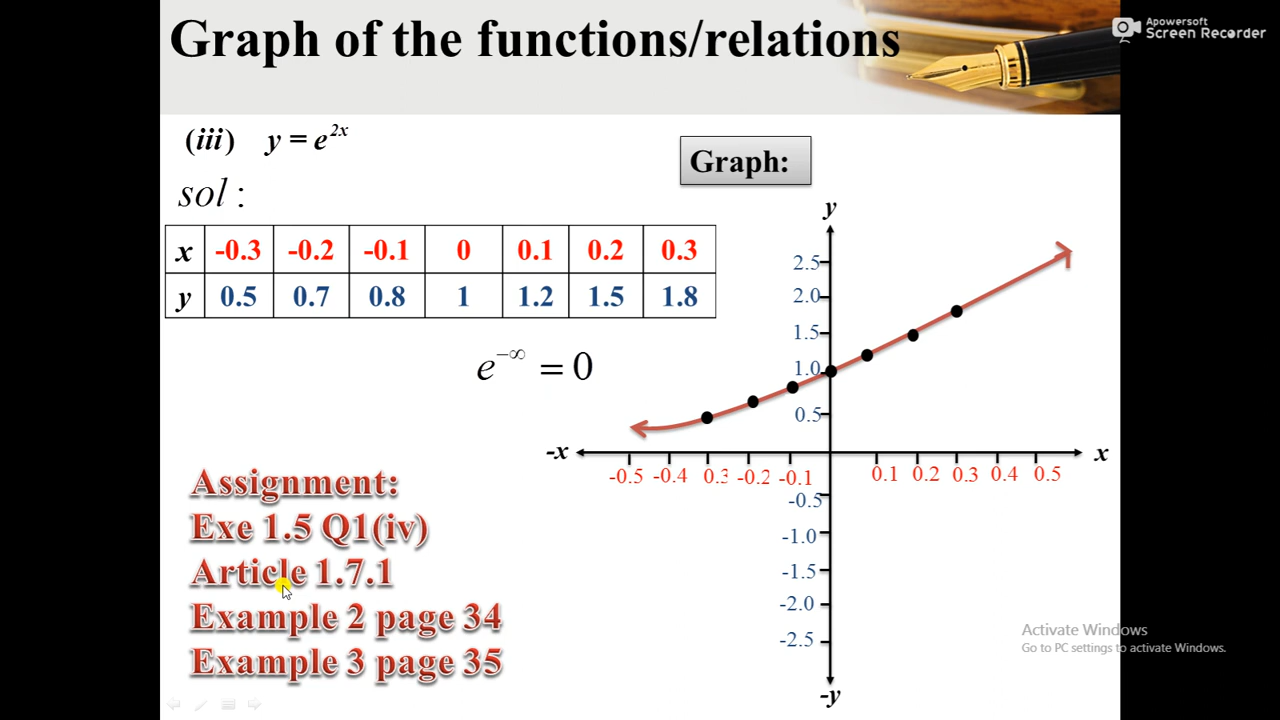 Graph of the functions/relations
Apowersoft
Screen Recorder
(iii) y = e^{2x}
sol :
x -0.3 -0.2 -0.1 0 0.1 0.2 0.3
y 0.5 0.7 0.8 1 1.2 1.5 1.8
e^{-∞} = 0
Graph:
y
2.5
2.0
1.5
1.0
0.5
-x
x
-0.5 -0.4 0.3 -0.2 -0.1 0.1 0.2 0.3 0.4 0.5
-0.5
-1.0
-1.5
-2.0
-2.5
-y
Assignment:
Exe 1.5 Q1(iv)
Article 1.7.1
Example 2 page 34
Example 3 page 35
Activate Windows
Go to PC settings to activate Windows.